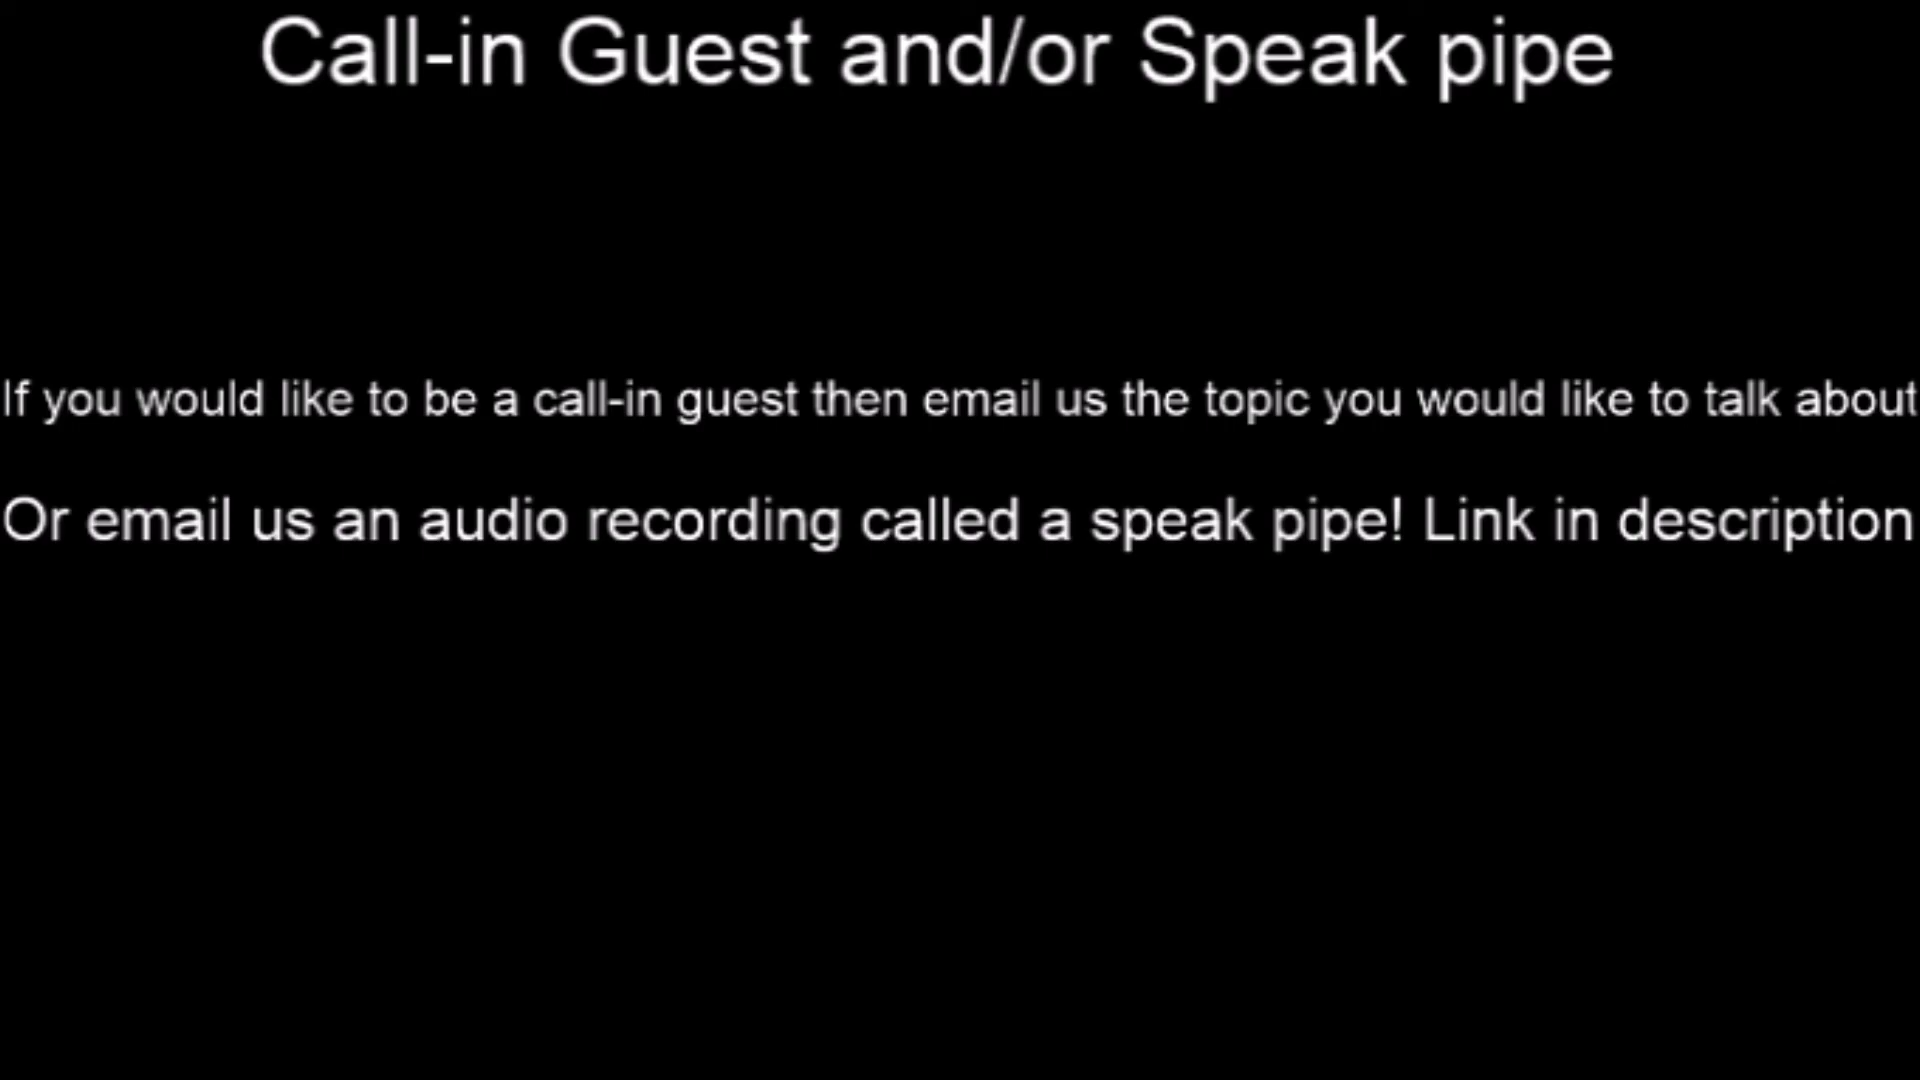 Call-in Guest and/or Speak pipe
If you would like to be a call-in guest then email us the topic you would like to talk about
Or email us an audio recording called a speak pipe! Link in description